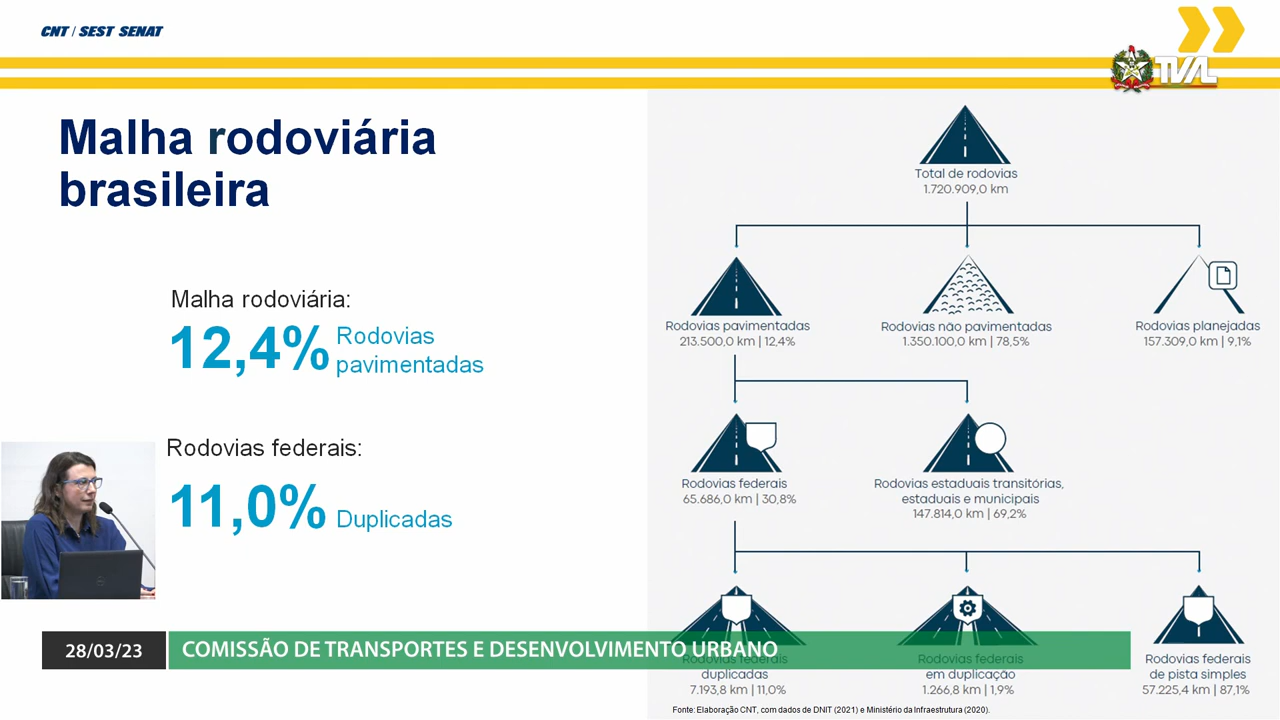 CNT / SEST SENAT
TVAL
Malha rodoviária
brasileira
Malha rodoviária:
12,4% Rodovias
pavimentadas
Rodovias federais:
11,0% Duplicadas
Total de rodovias
1.720.909,0 km
Rodovias pavimentadas
213.500,0 km | 12,4%
Rodovias não pavimentadas
1.350.100,0 km | 78,5%
Rodovias planejadas
157.309,0 km | 9,1%
Rodovias federais
65.686,0 km | 30,8%
Rodovias estaduais transitórias,
estaduais e municipais
147.814,0 km | 69,2%
Rodovias federais
duplicadas
7.193,8 km | 11,0%
Rodovias federais
em duplicação
1.266,8 km | 1,9%
Rodovias federais
de pista simples
57.225,4 km | 87,1%
28/03/23
COMISSÃO DE TRANSPORTES E DESENVOLVIMENTO URBANO
Fonte: Elaboração CNT, com dados de DNIT (2021) e Ministério da Infraestrutura (2020).